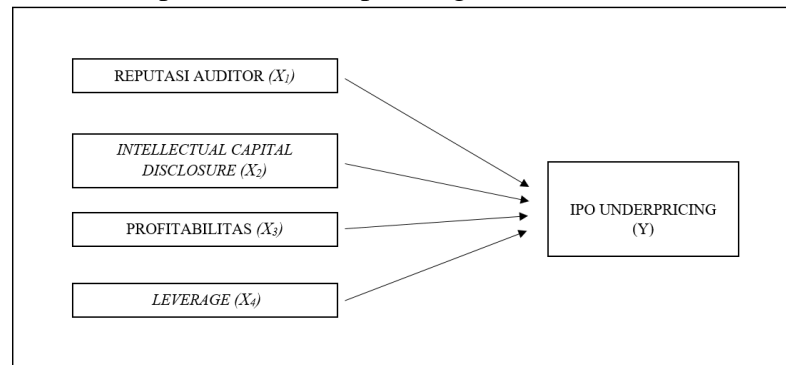 REPUTASI AUDITOR (X1)
INTELLECTUAL CAPITAL
DISCLOSURE (X2)
PROFITABILITAS (X3)
LEVERAGE (X4)
IPO UNDERPRICING
(Y)